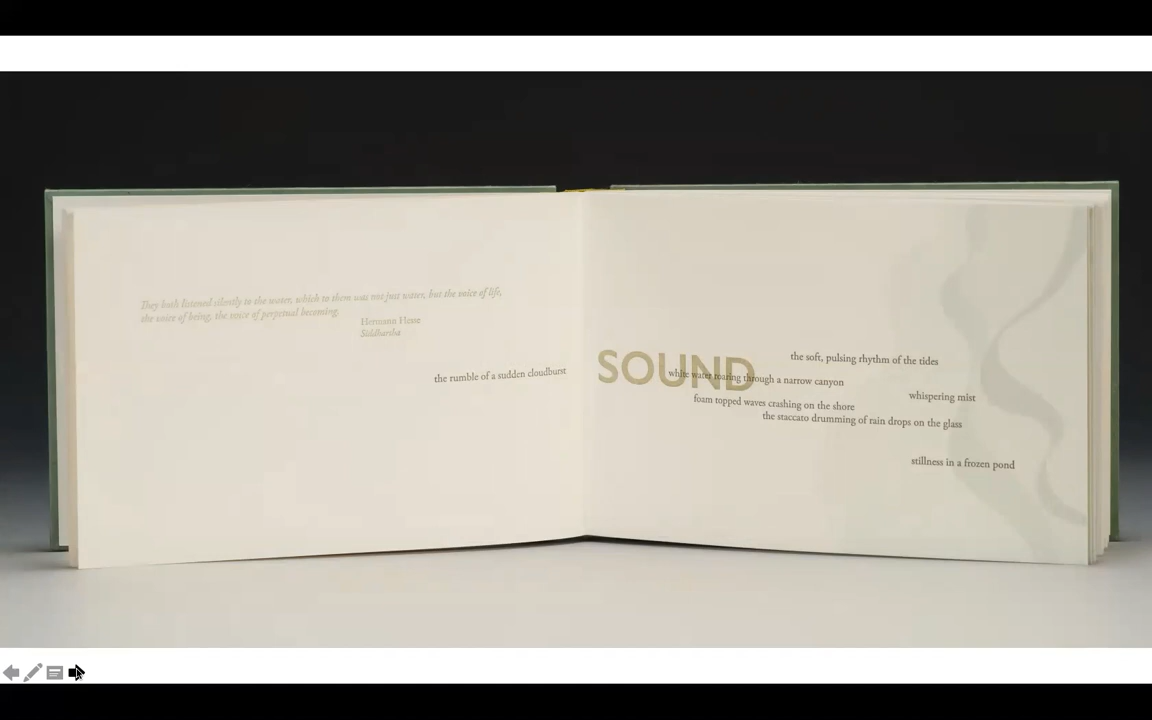 They both listened silently to the water, which to them was not just water, but the voice of life,
the voice of being, the voice of perpetual becoming.
Hermann Hesse
Siddhartha
the rumble of a sudden cloudburst
SOUND
the soft, pulsing rhythm of the tides
white water roaring through a narrow canyon
whispering mist
foam topped waves crashing on the shore
the staccato drumming of rain drops on the glass
stillness in a frozen pond